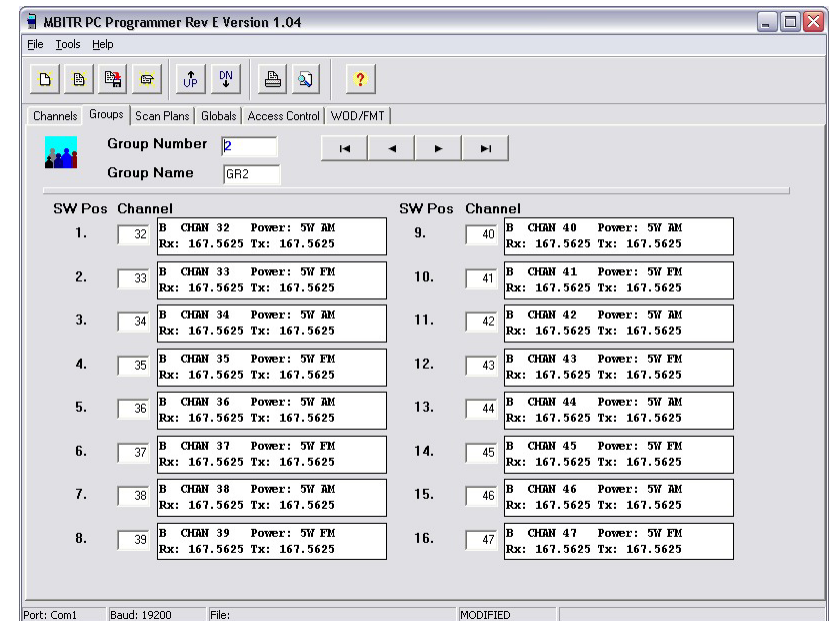 MBITR PC Programmer Rev E Version 1.04
File Tools Help
UP DN ?
Channels Groups Scan Plans Globals Access Control WOD/FMT
Group Number 2
Group Name GR2
SW Pos Channel
1. 32 B CHAN 32 Power: 5W AM
Rx: 167.5625 Tx: 167.5625
2. 33 B CHAN 33 Power: 5W FM
Rx: 167.5625 Tx: 167.5625
3. 34 B CHAN 34 Power: 5W AM
Rx: 167.5625 Tx: 167.5625
4. 35 B CHAN 35 Power: 5W FM
Rx: 167.5625 Tx: 167.5625
5. 36 B CHAN 36 Power: 5W AM
Rx: 167.5625 Tx: 167.5625
6. 37 B CHAN 37 Power: 5W FM
Rx: 167.5625 Tx: 167.5625
7. 38 B CHAN 38 Power: 5W AM
Rx: 167.5625 Tx: 167.5625
8. 39 B CHAN 39 Power: 5W FM
Rx: 167.5625 Tx: 167.5625
SW Pos Channel
9. 40 B CHAN 40 Power: 5W AM
Rx: 167.5625 Tx: 167.5625
10. 41 B CHAN 41 Power: 5W FM
Rx: 167.5625 Tx: 167.5625
11. 42 B CHAN 42 Power: 5W AM
Rx: 167.5625 Tx: 167.5625
12. 43 B CHAN 43 Power: 5W FM
Rx: 167.5625 Tx: 167.5625
13. 44 B CHAN 44 Power: 5W AM
Rx: 167.5625 Tx: 167.5625
14. 45 B CHAN 45 Power: 5W FM
Rx: 167.5625 Tx: 167.5625
15. 46 B CHAN 46 Power: 5W AM
Rx: 167.5625 Tx: 167.5625
16. 47 B CHAN 47 Power: 5W FM
Rx: 167.5625 Tx: 167.5625
Port: Com1 Baud: 19200 File: MODIFIED